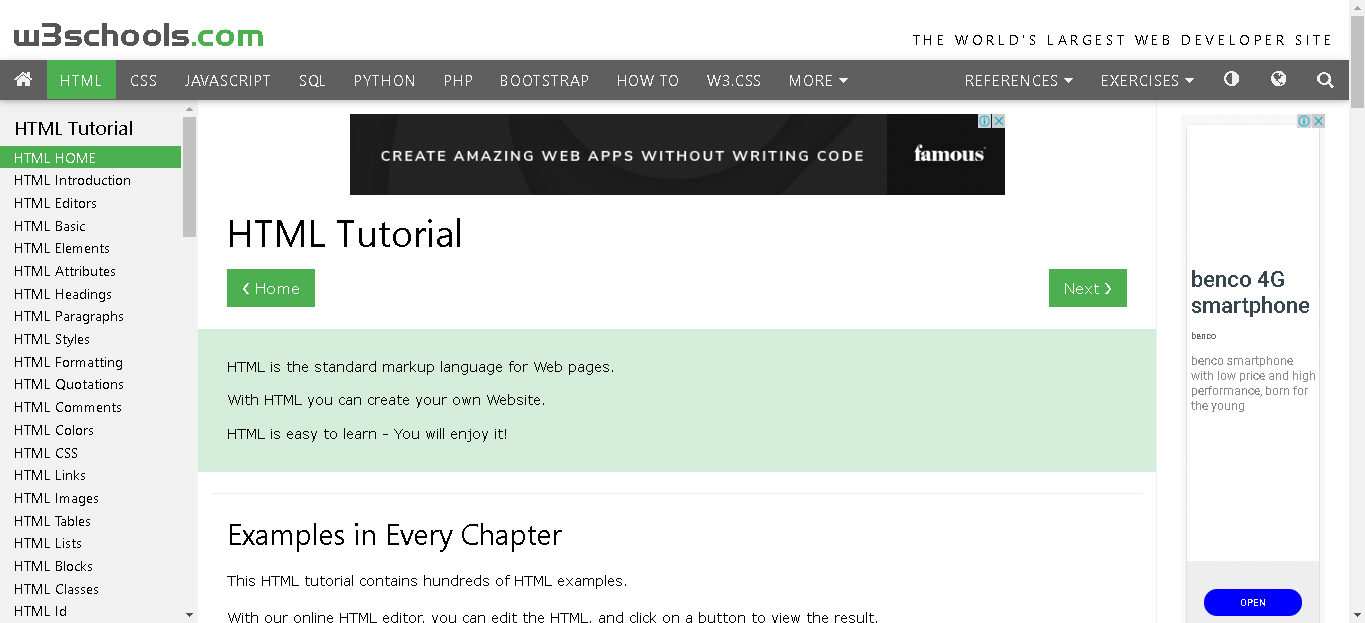 w3schools.com
THE WORLD'S LARGEST WEB DEVELOPER SITE
HTML CSS JAVASCRIPT SQL PYTHON PHP BOOTSTRAP HOW TO W3.CSS MORE REFERENCES EXERCISES
HTML Tutorial
HTML HOME
HTML Introduction
HTML Editors
HTML Basic
HTML Elements
HTML Attributes
HTML Headings
HTML Paragraphs
HTML Styles
HTML Formatting
HTML Quotations
HTML Comments
HTML Colors
HTML CSS
HTML Links
HTML Images
HTML Tables
HTML Lists
HTML Blocks
HTML Classes
HTML Id
CREATE AMAZING WEB APPS WITHOUT WRITING CODE
famous
HTML Tutorial
❮ Home
Next ❯
HTML is the standard markup language for Web pages.
With HTML you can create your own Website.
HTML is easy to learn - You will enjoy it!
Examples in Every Chapter
This HTML tutorial contains hundreds of HTML examples.
With our online HTML editor, you can edit the HTML, and click on a button to view the result.
benco 4G
smartphone
benco
benco smartphone
with low price and high
performance, born for
the young
OPEN